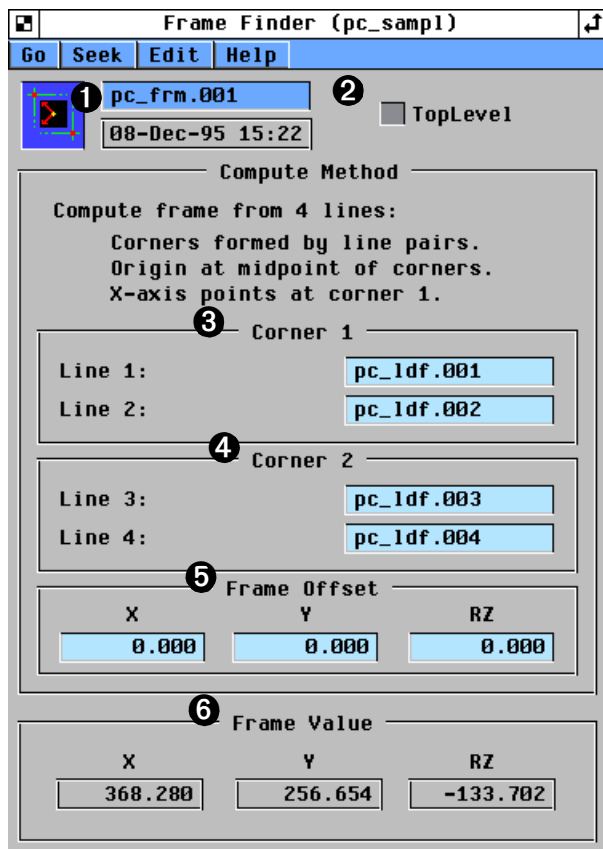 Frame Finder (pc_sampl)
Go Seek Edit Help
1 pc_frm.001 2
TopLevel
08-Dec-95 15:22
Compute Method
Compute frame from 4 lines:
Corners formed by line pairs.
Origin at midpoint of corners.
X-axis points at corner 1.
3 Corner 1
Line 1: pc_ldf.001
Line 2: pc_ldf.002
4 Corner 2
Line 3: pc_ldf.003
Line 4: pc_ldf.004
5 Frame Offset
X Y RZ
0.000 0.000 0.000
6 Frame Value
X Y RZ
368.280 256.654 -133.702